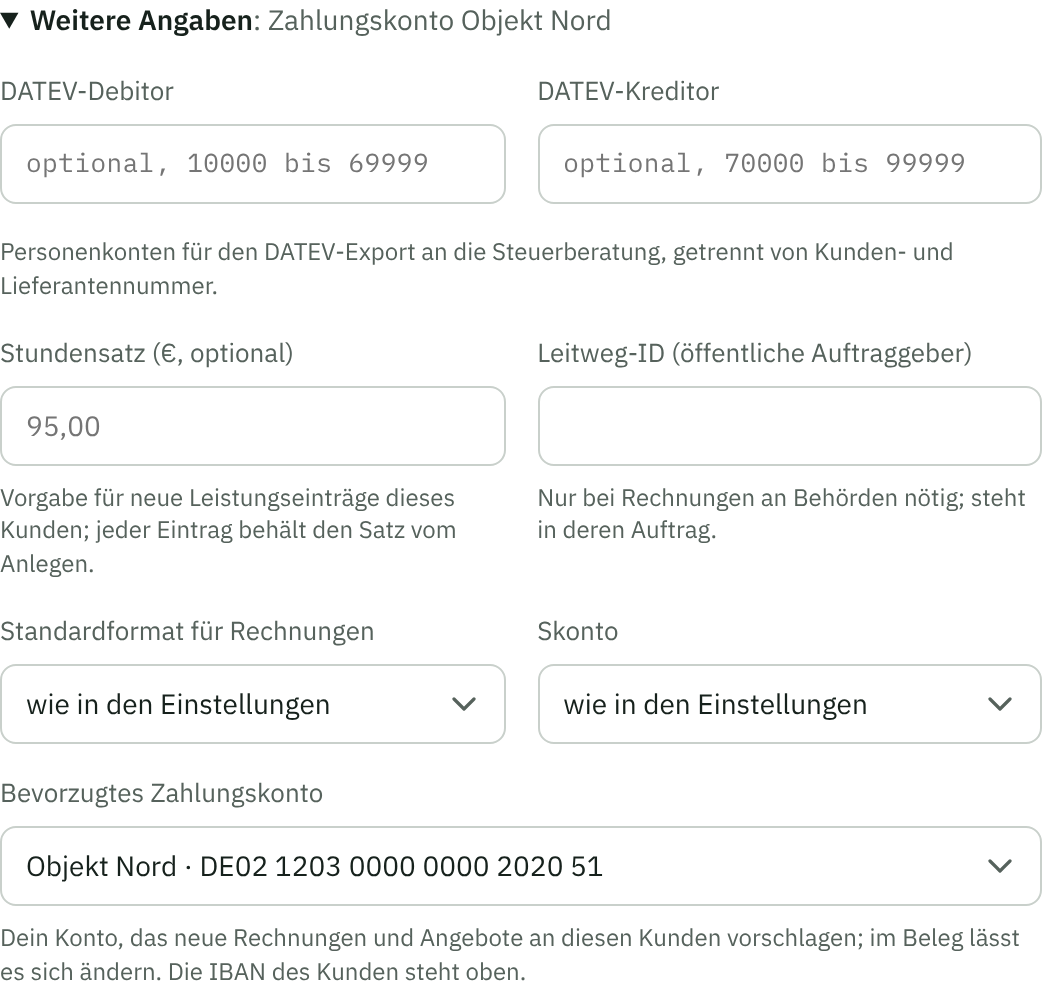 ▼ Weitere Angaben: Zahlungskonto Objekt Nord
DATEV-Debitor
DATEV-Kreditor
optional, 10000 bis 69999
optional, 70000 bis 99999
Personenkonten für den DATEV-Export an die Steuerberatung, getrennt von Kunden- und
Lieferantennummer.
Stundensatz (€, optional)
Leitweg-ID (öffentliche Auftraggeber)
95,00
Vorgabe für neue Leistungseinträge dieses
Kunden; jeder Eintrag behält den Satz vom
Anlegen.
Nur bei Rechnungen an Behörden nötig; steht
in deren Auftrag.
Standardformat für Rechnungen
Skonto
wie in den Einstellungen
wie in den Einstellungen
Bevorzugtes Zahlungskonto
Objekt Nord · DE02 1203 0000 0000 2020 51
Dein Konto, das neue Rechnungen und Angebote an diesen Kunden vorschlagen; im Beleg lässt
es sich ändern. Die IBAN des Kunden steht oben.